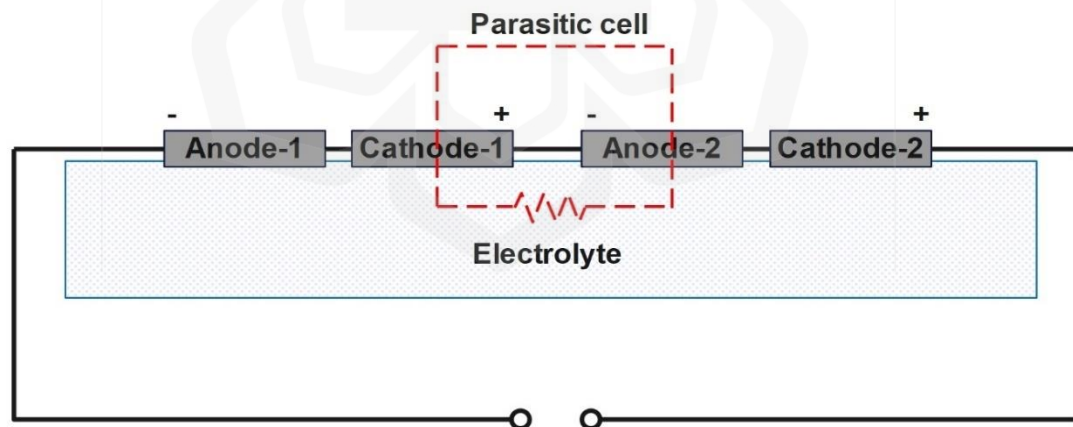 Parasitic cell
- + - +
Anode-1 Cathode-1 Anode-2 Cathode-2
Electrolyte